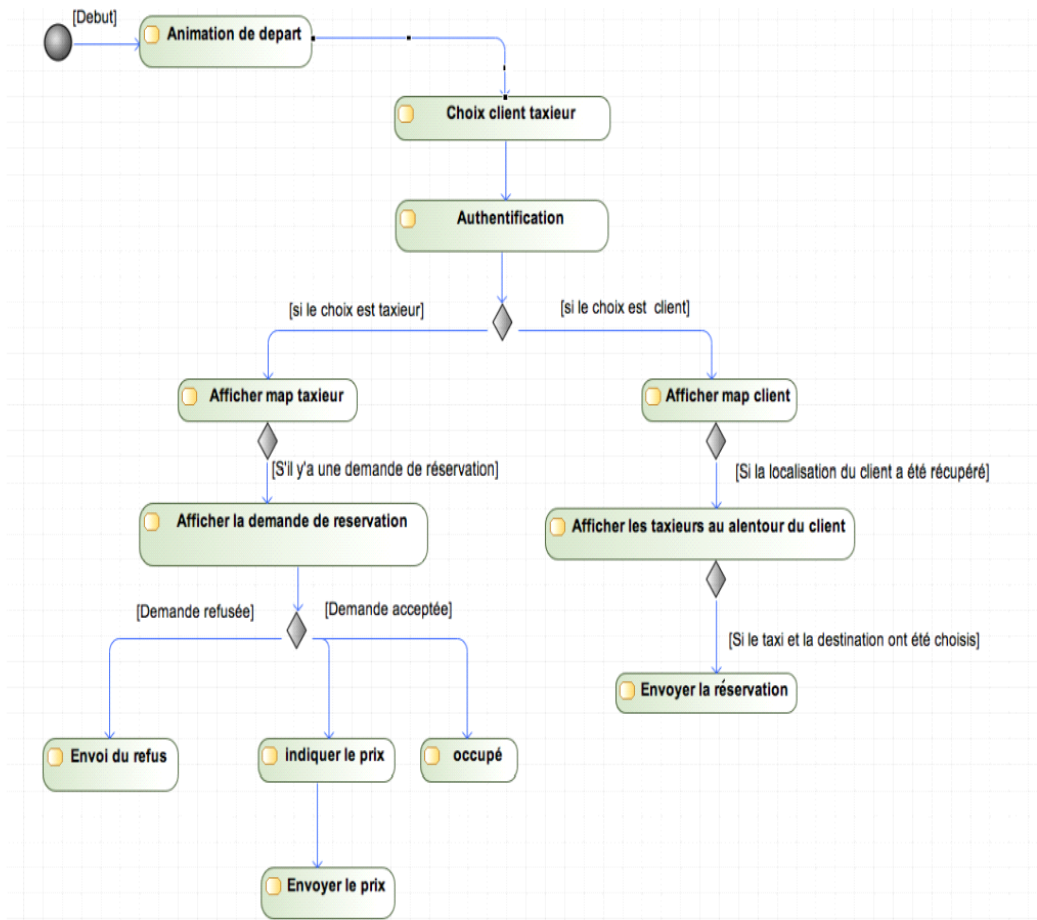 [Debut]
Animation de depart
Choix client taxieur
Authentification
[si le choix est taxieur]
[si le choix est client]
Afficher map taxieur
Afficher map client
[S'il y'a une demande de réservation]
[Si la localisation du client a été récupéré]
Afficher la demande de reservation
Afficher les taxieurs au alentour du client
[Demande refusée]
[Demande acceptée]
[Si le taxi et la destination ont été choisis]
Envoyer la réservation
Envoi du refus
indiquer le prix
occupé
Envoyer le prix